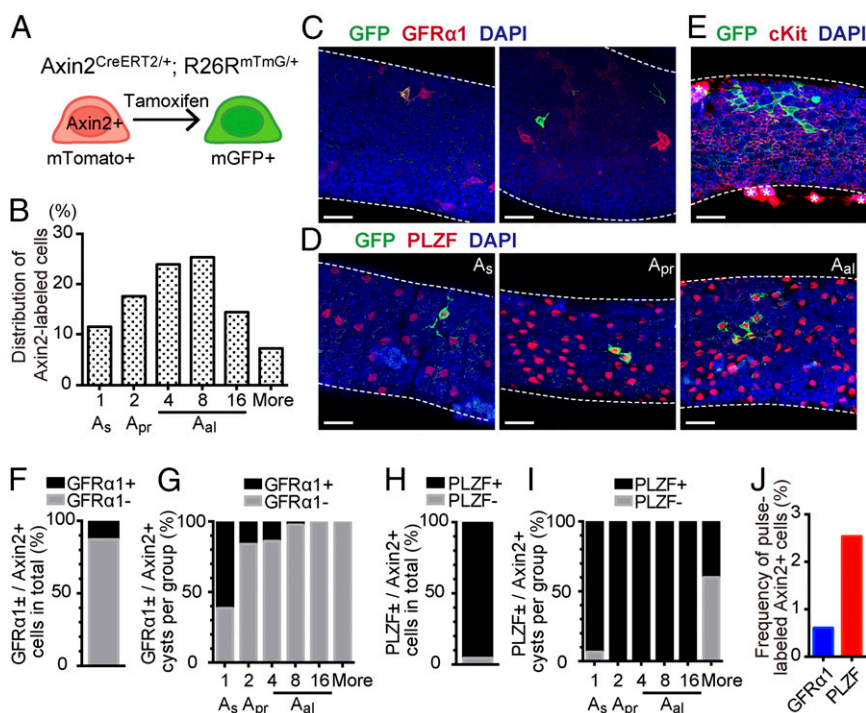 A
Axin2CreERT2/+; R26RmTmG/+
Axin2+
Tamoxifen
mTomato+
mGFP+
B
(%)
Distribution of
Axin2-labeled cells
30
20
10
0
1 2 4 8 16 More
As Apr Aal
C
GFP GFRα1 DAPI
D
GFP PLZF DAPI
As
Apr
Aal
E
GFP cKit DAPI
*
*
*
*
*
F
GFRα1+
GFRα1-
GFRα1± / Axin2+
cells in total (%)
100
50
0
G
GFRα1+
GFRα1-
GFRα1± / Axin2+
cysts per group (%)
100
50
0
1 2 4 8 16 More
As Apr Aal
H
PLZF+
PLZF-
PLZF± / Axin2+
cells in total (%)
100
50
0
I
PLZF+
PLZF-
PLZF± / Axin2+
cysts per group (%)
100
50
0
1 2 4 8 16 More
As Apr Aal
J
Frequency of pulse-
labeled Axin2+ cells (%)
3
2
1
0
GFRα1
PLZF